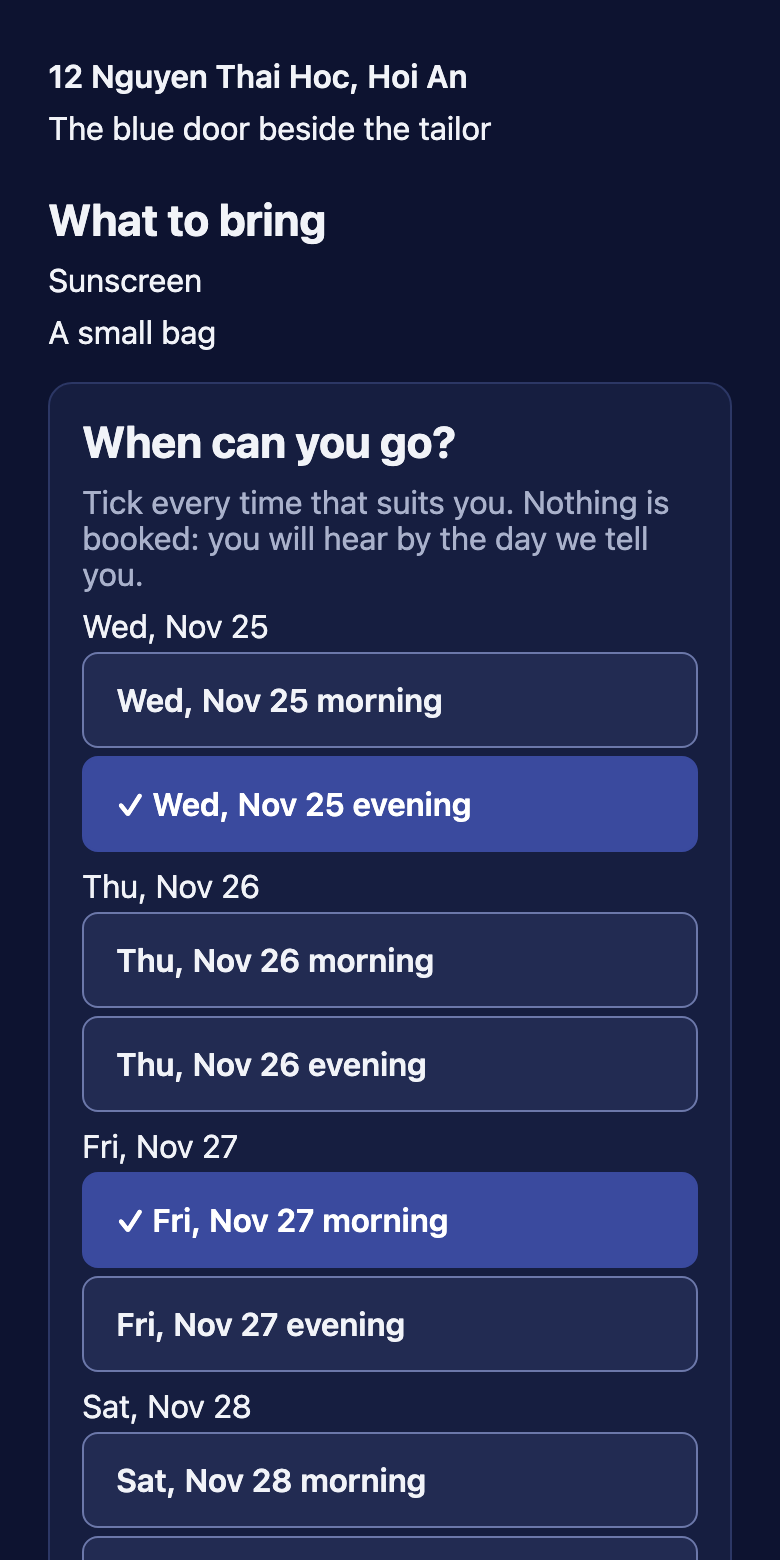 12 Nguyen Thai Hoc, Hoi An
The blue door beside the tailor
What to bring
Sunscreen
A small bag
When can you go?
Tick every time that suits you. Nothing is
booked: you will hear by the day we tell
you.
Wed, Nov 25
Wed, Nov 25 morning
✓ Wed, Nov 25 evening
Thu, Nov 26
Thu, Nov 26 morning
Thu, Nov 26 evening
Fri, Nov 27
✓ Fri, Nov 27 morning
Fri, Nov 27 evening
Sat, Nov 28
Sat, Nov 28 morning